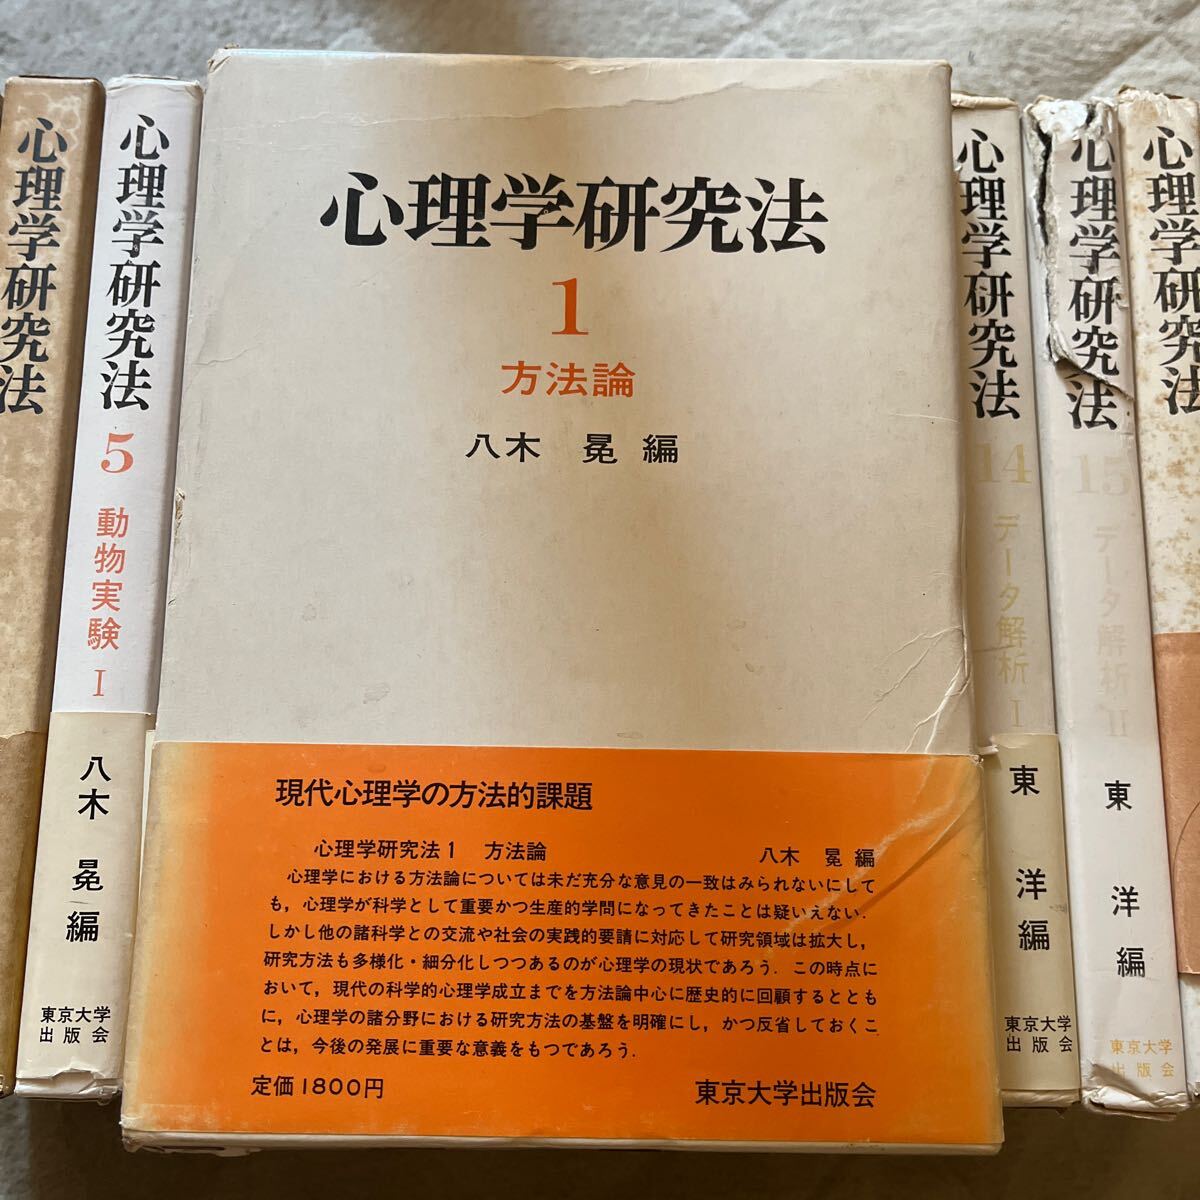 心理学研究法
心理学研究法
5
動物実験 I
八木 冕 編
東京大学
出版会
心理学研究法
1
方法論
八木 冕 編
現代心理学の方法的課題
心理学研究法1 方法論 八木 冕 編
心理学における方法論については未だ充分な意見の一致はみられないにして
も，心理学が科学として重要かつ生産的学問になってきたことは疑いえない．
しかし他の諸科学との交流や社会の実践的要請に対応して研究領域は拡大し，
研究方法も多様化・細分化しつつあるのが心理学の現状であろう．この時点に
おいて，現代の科学的心理学成立までを方法論中心に歴史的に回顧するととも
に，心理学の諸分野における研究方法の基盤を明確にし，かつ反省しておくこ
とは，今後の発展に重要な意義をもつであろう．
定価1800円 東京大学出版会
心理学研究法
14
データ解析 I
東 洋 編
東京大学
出版会
心理学研究法
15
データ解析 II
東 洋 編
東京大学
出版会
心理学研究法